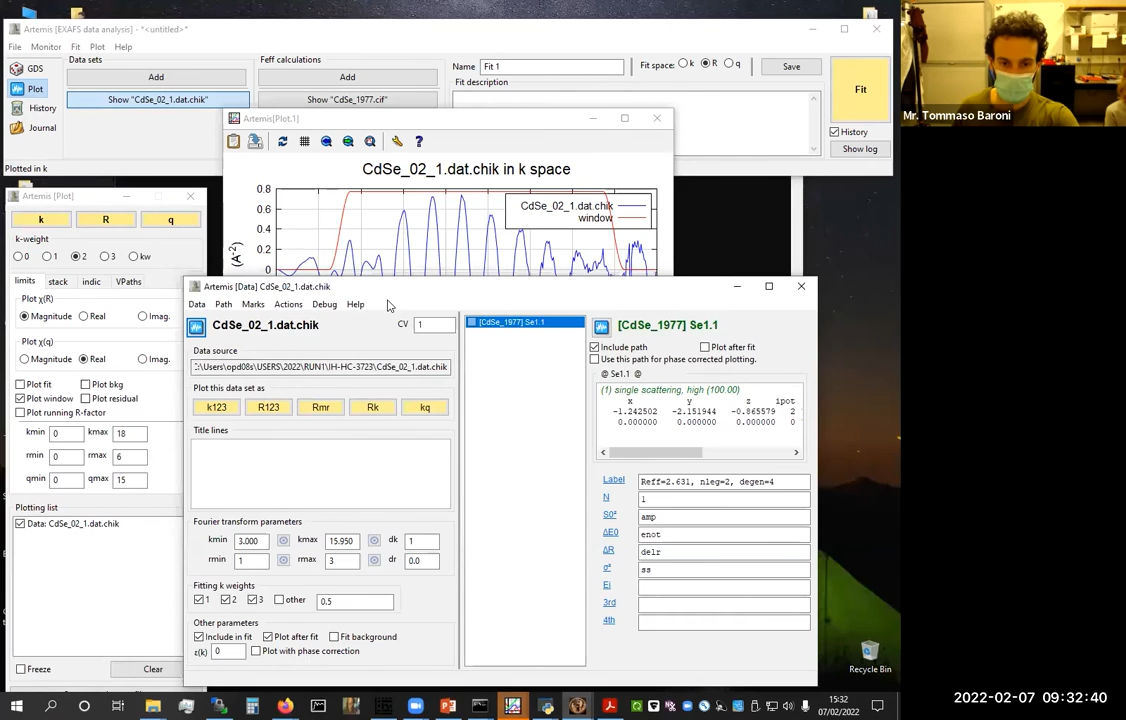 Artemis [EXAFS data analysis] - *<untitled>*
File Monitor Fit Plot Help
GDS
Plot
History
Journal
Data sets
Add
Show "CdSe_02_1.dat.chik"
Feff calculations
Add
Show "CdSe_1977.cif"
Name Fit 1
Fit space: k R q
Save
Fit description
Fit
History
Show log
Plotted in k
Mr. Tommaso Baroni
Artemis[Plot.1]
CdSe_02_1.dat.chik in k space
CdSe_02_1.dat.chik
window
0.8
0.6
0.4
0.2
0
(A^-2)
Artemis [Plot]
k R q
k-weight
0 1 2 3 kw
limits stack indic VPaths
Plot χ(R)
Magnitude Real Imag.
Plot χ(q)
Magnitude Real Imag.
Plot fit Plot bkg
Plot window Plot residual
Plot running R-factor
kmin 0 kmax 18
rmin 0 rmax 6
qmin 0 qmax 15
Plotting list
Data: CdSe_02_1.dat.chik
Freeze Clear
Artemis [Data] CdSe_02_1.dat.chik
Data Path Marks Actions Debug Help
CdSe_02_1.dat.chik CV 1
Data source
:\Users\opd08s\USERS\2022\RUN1\IH-HC-3723\CdSe_02_1.dat.chik
Plot this data set as
k123 R123 Rmr Rk kq
Title lines
Fourier transform parameters
kmin 3.000 kmax 15.950 dk 1
rmin 1 rmax 3 dr 0.0
Fitting k weights
1 2 3 other 0.5
Other parameters
Include in fit Plot after fit Fit background
ε(k) 0 Plot with phase correction
[CdSe_1977] Se1.1
[CdSe_1977] Se1.1
Include path Plot after fit
Use this path for phase corrected plotting.
@ Se1.1 @
(1) single scattering, high (100.00)
x y z ipot
-1.242502 -2.151944 -0.865579 2
0.000000 0.000000 0.000000 0
Label Reff=2.631, nleg=2, degen=4
N 1
S0² amp
ΔE0 enot
ΔR delr
σ² ss
Ei
3rd
4th
Recycle Bin
15:32
07/02/2022
2022-02-07 09:32:40